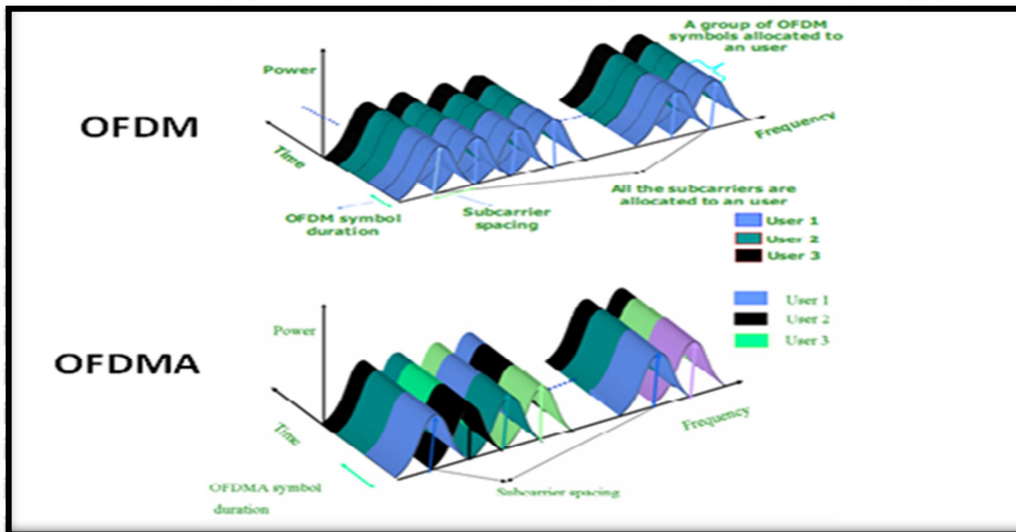 A group of OFDM
symbols allocated to
an user
Power
OFDM
Time
Frequency
OFDM symbol
duration
Subcarrier
spacing
All the subcarriers are
allocated to an user
User 1
User 2
User 3
User 1
User 2
User 3
Power
OFDMA
Time
Frequency
OFDMA symbol
duration
Subcarrier spacing